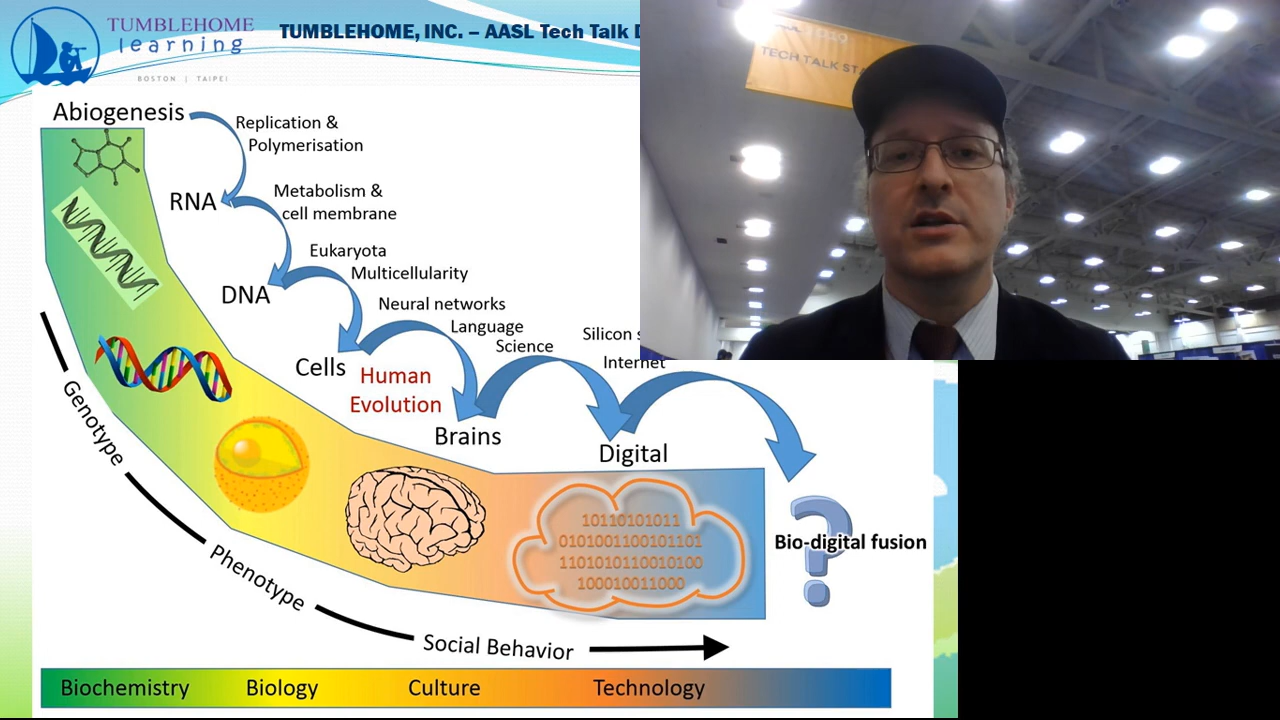 TUMBLEHOME
learning
BOSTON | TAIPEI
TUMBLEHOME, INC. – AASL Tech Talk
TECH TALK
Abiogenesis
Replication &
Polymerisation
RNA
Metabolism &
cell membrane
Eukaryota
Multicellularity
DNA
Neural networks
Language
Science
Silicon
Internet
Cells
Human
Evolution
Brains
Digital
Genotype
Phenotype
Social Behavior
10110101011
0101001100101101
1101010110010100
100010011000
?
Bio-digital fusion
Biochemistry
Biology
Culture
Technology